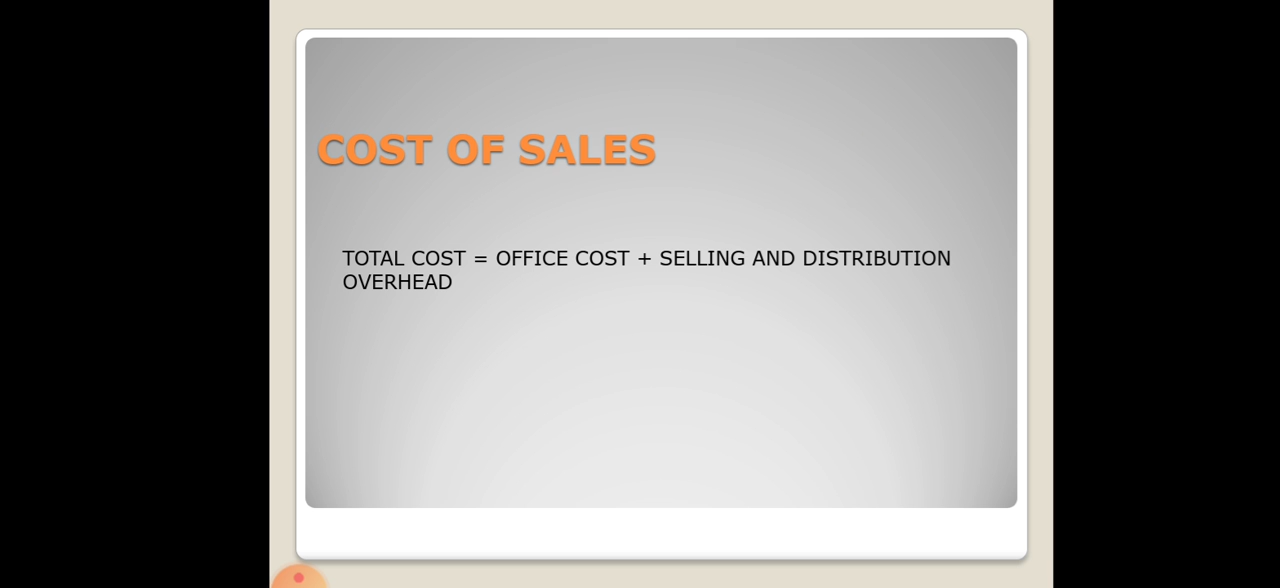 COST OF SALES
TOTAL COST = OFFICE COST + SELLING AND DISTRIBUTION
OVERHEAD